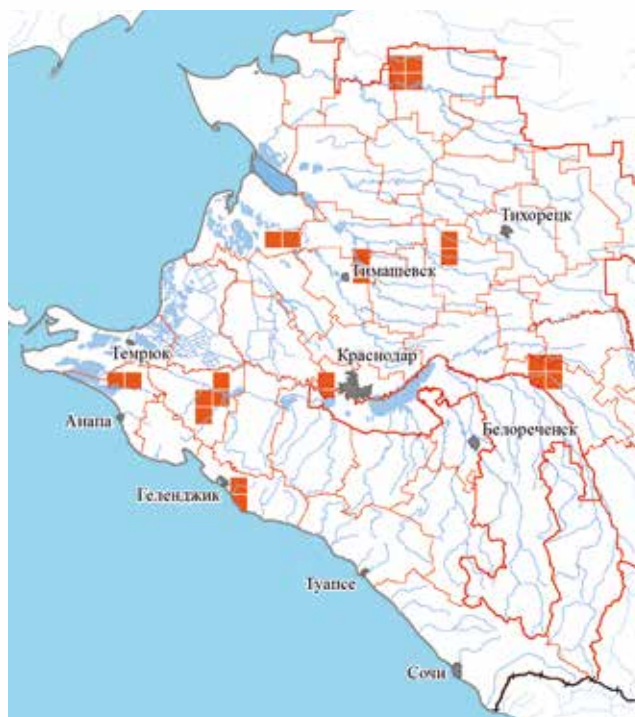 Тихорецк
Тимашевск
Темрюк
Краснодар
Анапа
Белореченск
Геленджик
Туапсе
Сочи